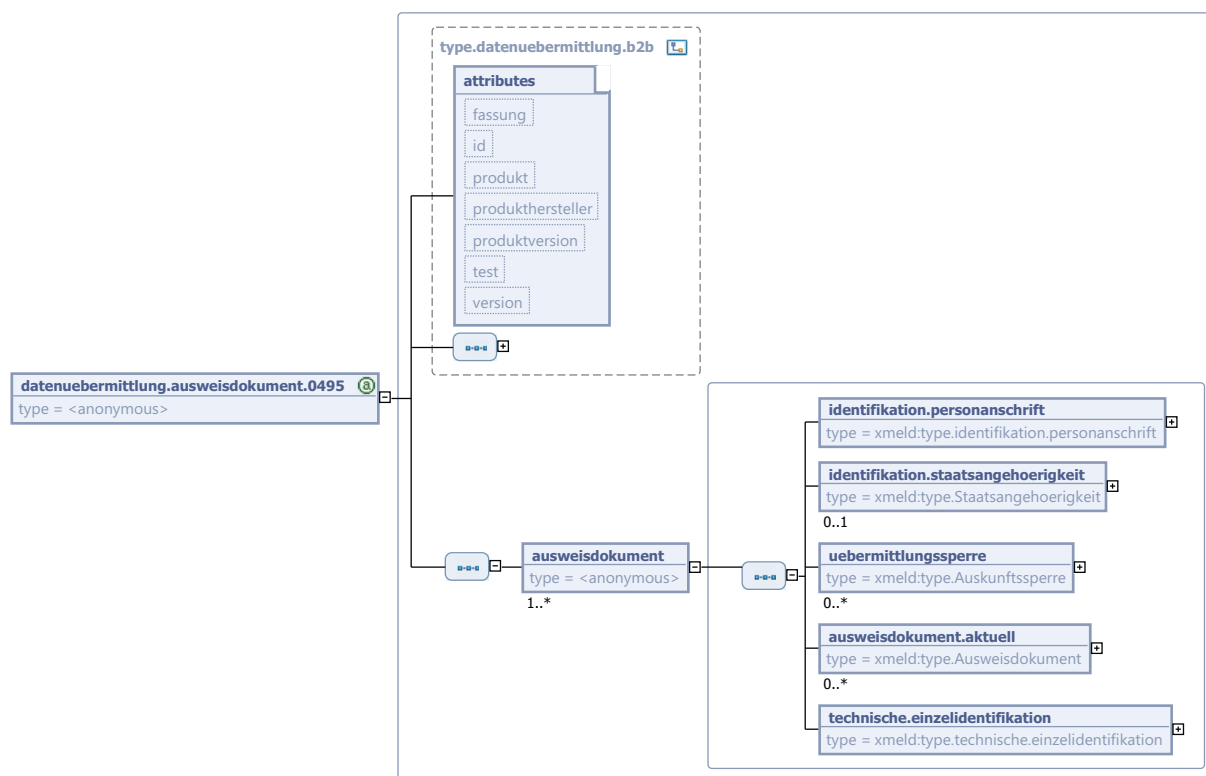 type.datenuebermittlung.b2b
attributes
fassung
id
produkt
produkthersteller
produktversion
test
version
datenuebermittlung.ausweisdokument.0495
type = <anonymous>
ausweisdokument
type = <anonymous>
1..*
identifikation.personanschrift
type = xmeld:type.identifikation.personanschrift
identifikation.staatsangehoerigkeit
type = xmeld:type.Staatsangehoerigkeit
0..1
uebermittlungssperre
type = xmeld:type.Auskunftssperre
0..*
ausweisdokument.aktuell
type = xmeld:type.Ausweisdokument
0..*
technische.einzelidentifikation
type = xmeld:type.technische.einzelidentifikation